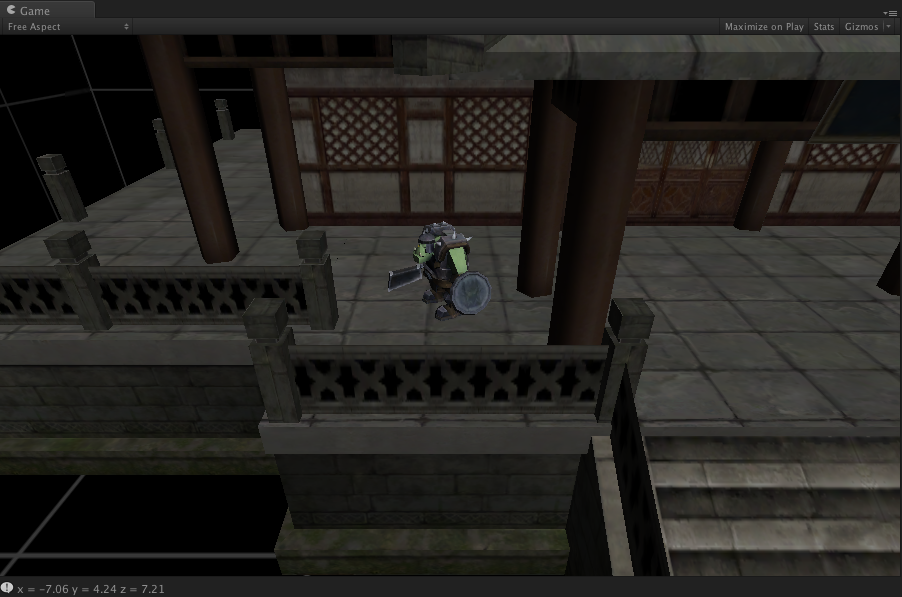 Game
Free Aspect
Maximize on Play Stats Gizmos
x = -7.06 y = 4.24 z = 7.21